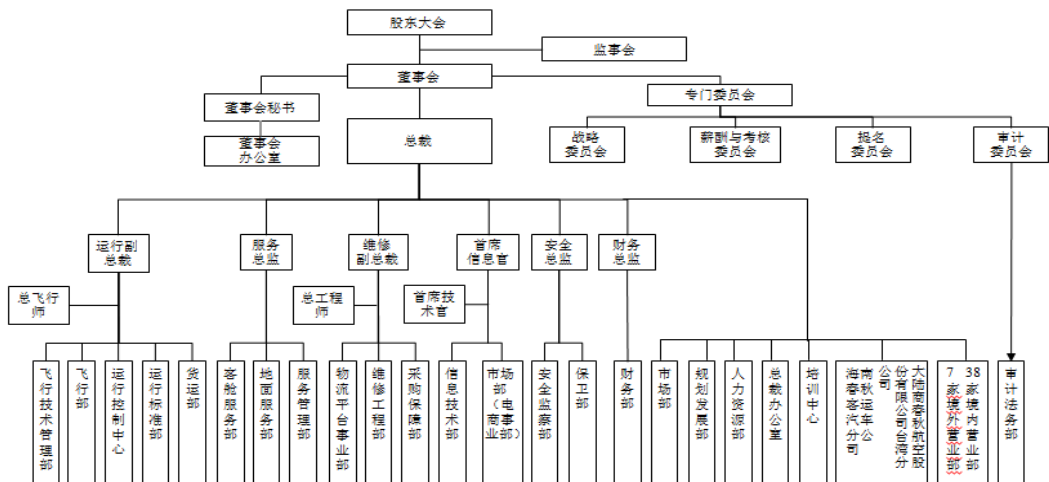 股东大会
监事会
董事会
董事会秘书
专门委员会
董事会
办公室
总裁
战略
委员会
薪酬与考核
委员会
提名
委员会
审计
委员会
运行副
总裁
服务
总监
维修
副总裁
首席
信息官
安全
总监
财务
总监
总飞行
师
总工程
师
首席技
术官
飞行技术管理部
飞行部
运行控制中心
运行标准部
货运部
客舱服务部
地面服务部
服务管理部
物流平台事业部
维修工程部
采购保障部
信息技术部
市场
部电
（事
商部
业）
安全监察部
保卫部
财务部
市场部
规划发展部
人力资源部
总裁办公室
培训中心
南秋运车公
海春客汽分司
大陆商春秋航空股
份有限公司台湾分
公司
38家境内营业部
7家境外营业部
审计法务部